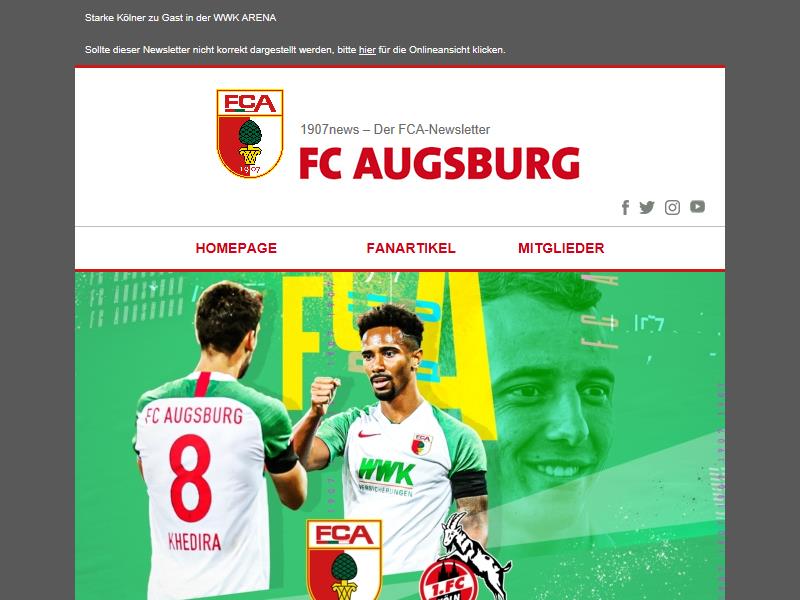 Starke Kölner zu Gast in der WWK ARENA
Sollte dieser Newsletter nicht korrekt dargestellt werden, bitte hier für die Onlineansicht klicken.
FCA
1907
1907news – Der FCA-Newsletter
FC AUGSBURG
HOMEPAGE FANARTIKEL MITGLIEDER
FCA
FCA
FC AUGSBURG
8
KHEDIRA
FCA
WWK
VERSICHERUNGEN
FCA
1. FC
KÖLN